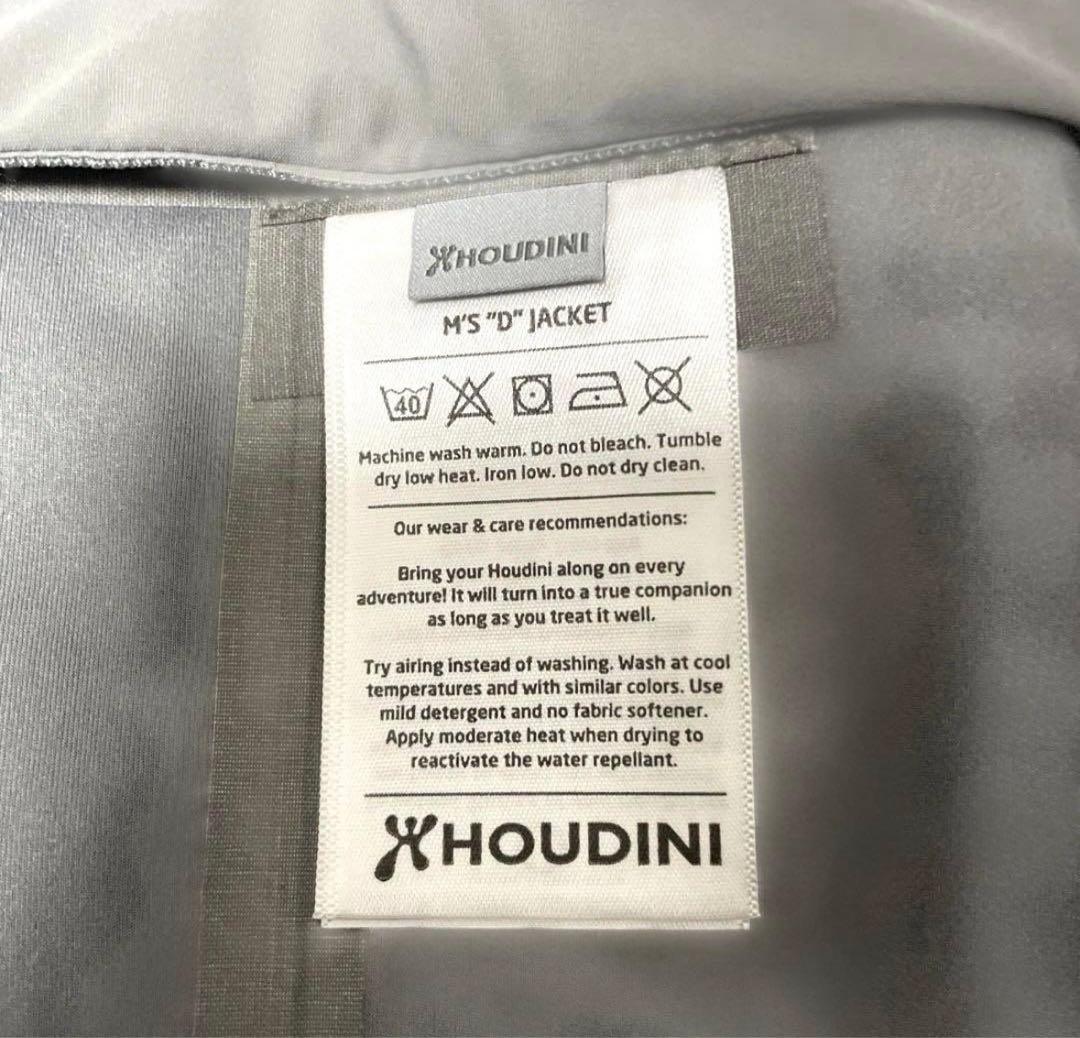 HOUDINI
M'S "D" JACKET
40
Machine wash warm. Do not bleach. Tumble
dry low heat. Iron low. Do not dry clean.
Our wear & care recommendations:
Bring your Houdini along on every
adventure! It will turn into a true companion
as long as you treat it well.
Try airing instead of washing. Wash at cool
temperatures and with similar colors. Use
mild detergent and no fabric softener.
Apply moderate heat when drying to
reactivate the water repellant.
HOUDINI